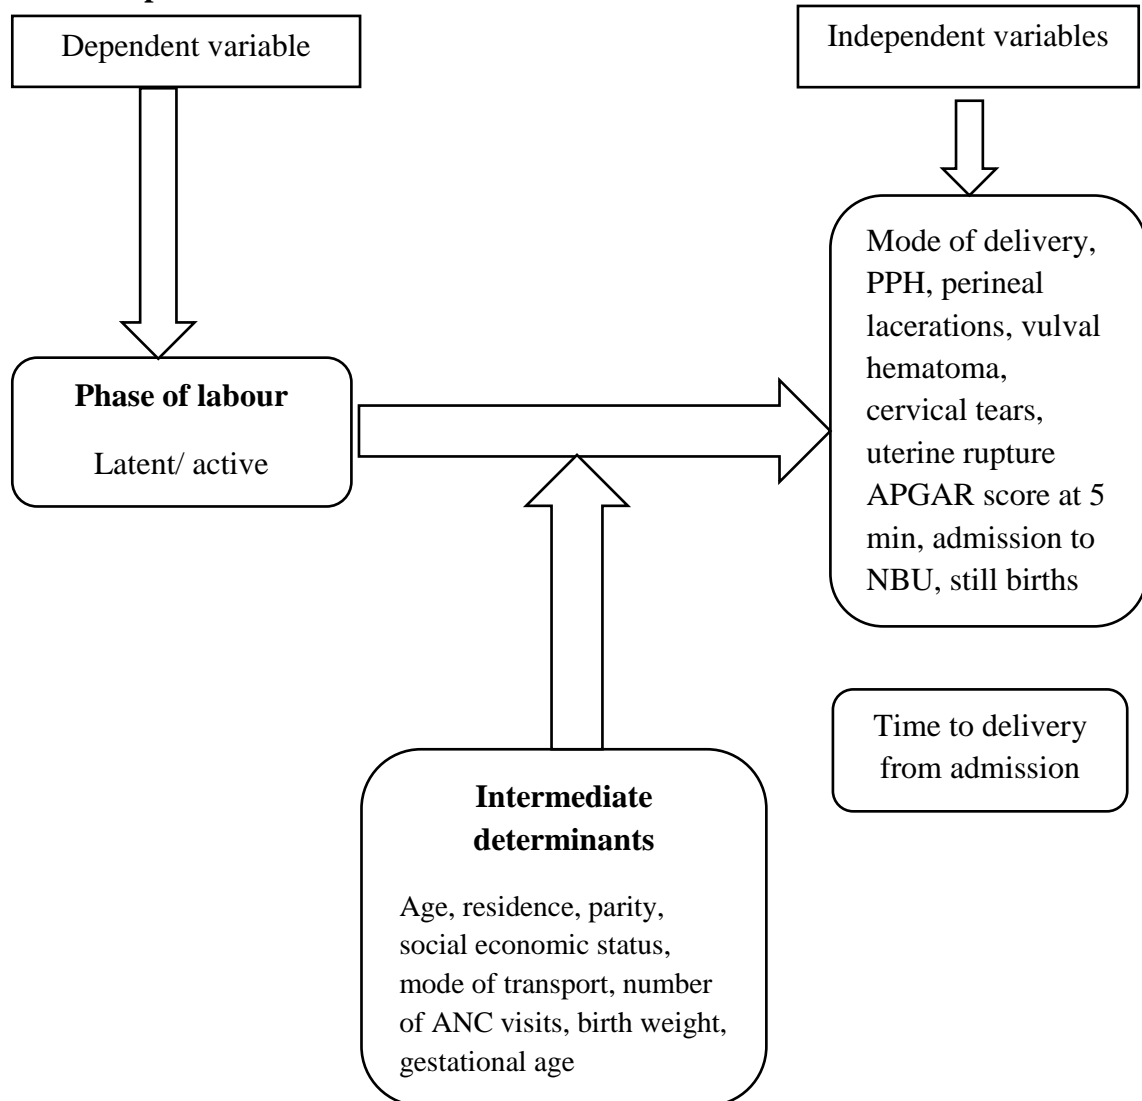 Dependent variable
Independent variables
Phase of labour
Latent/ active
Mode of delivery,
PPH, perineal
lacerations, vulval
hematoma,
cervical tears,
uterine rupture
APGAR score at 5
min, admission to
NBU, still births
Time to delivery
from admission
Intermediate
determinants
Age, residence, parity,
social economic status,
mode of transport, number
of ANC visits, birth weight,
gestational age